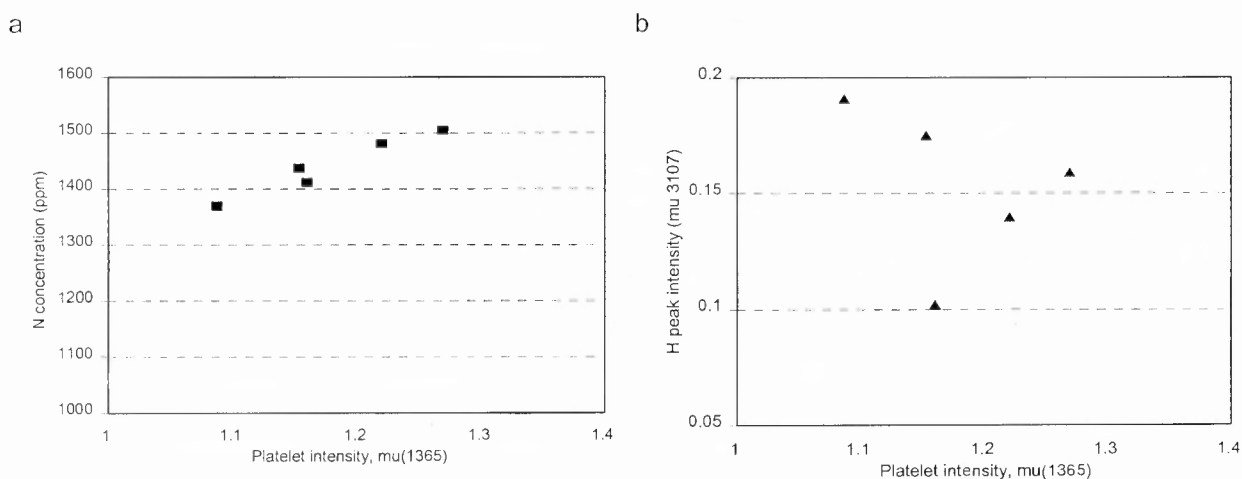 a
1600
1500
1400
1300
1200
1100
1000
N concentration (ppm)
1 1.1 1.2 1.3 1.4
Platelet intensity, mu(1365)
b
0.2
0.15
0.1
0.05
H peak intensity (mu 3107)
1 1.1 1.2 1.3 1.4
Platelet intensity, mu(1365)